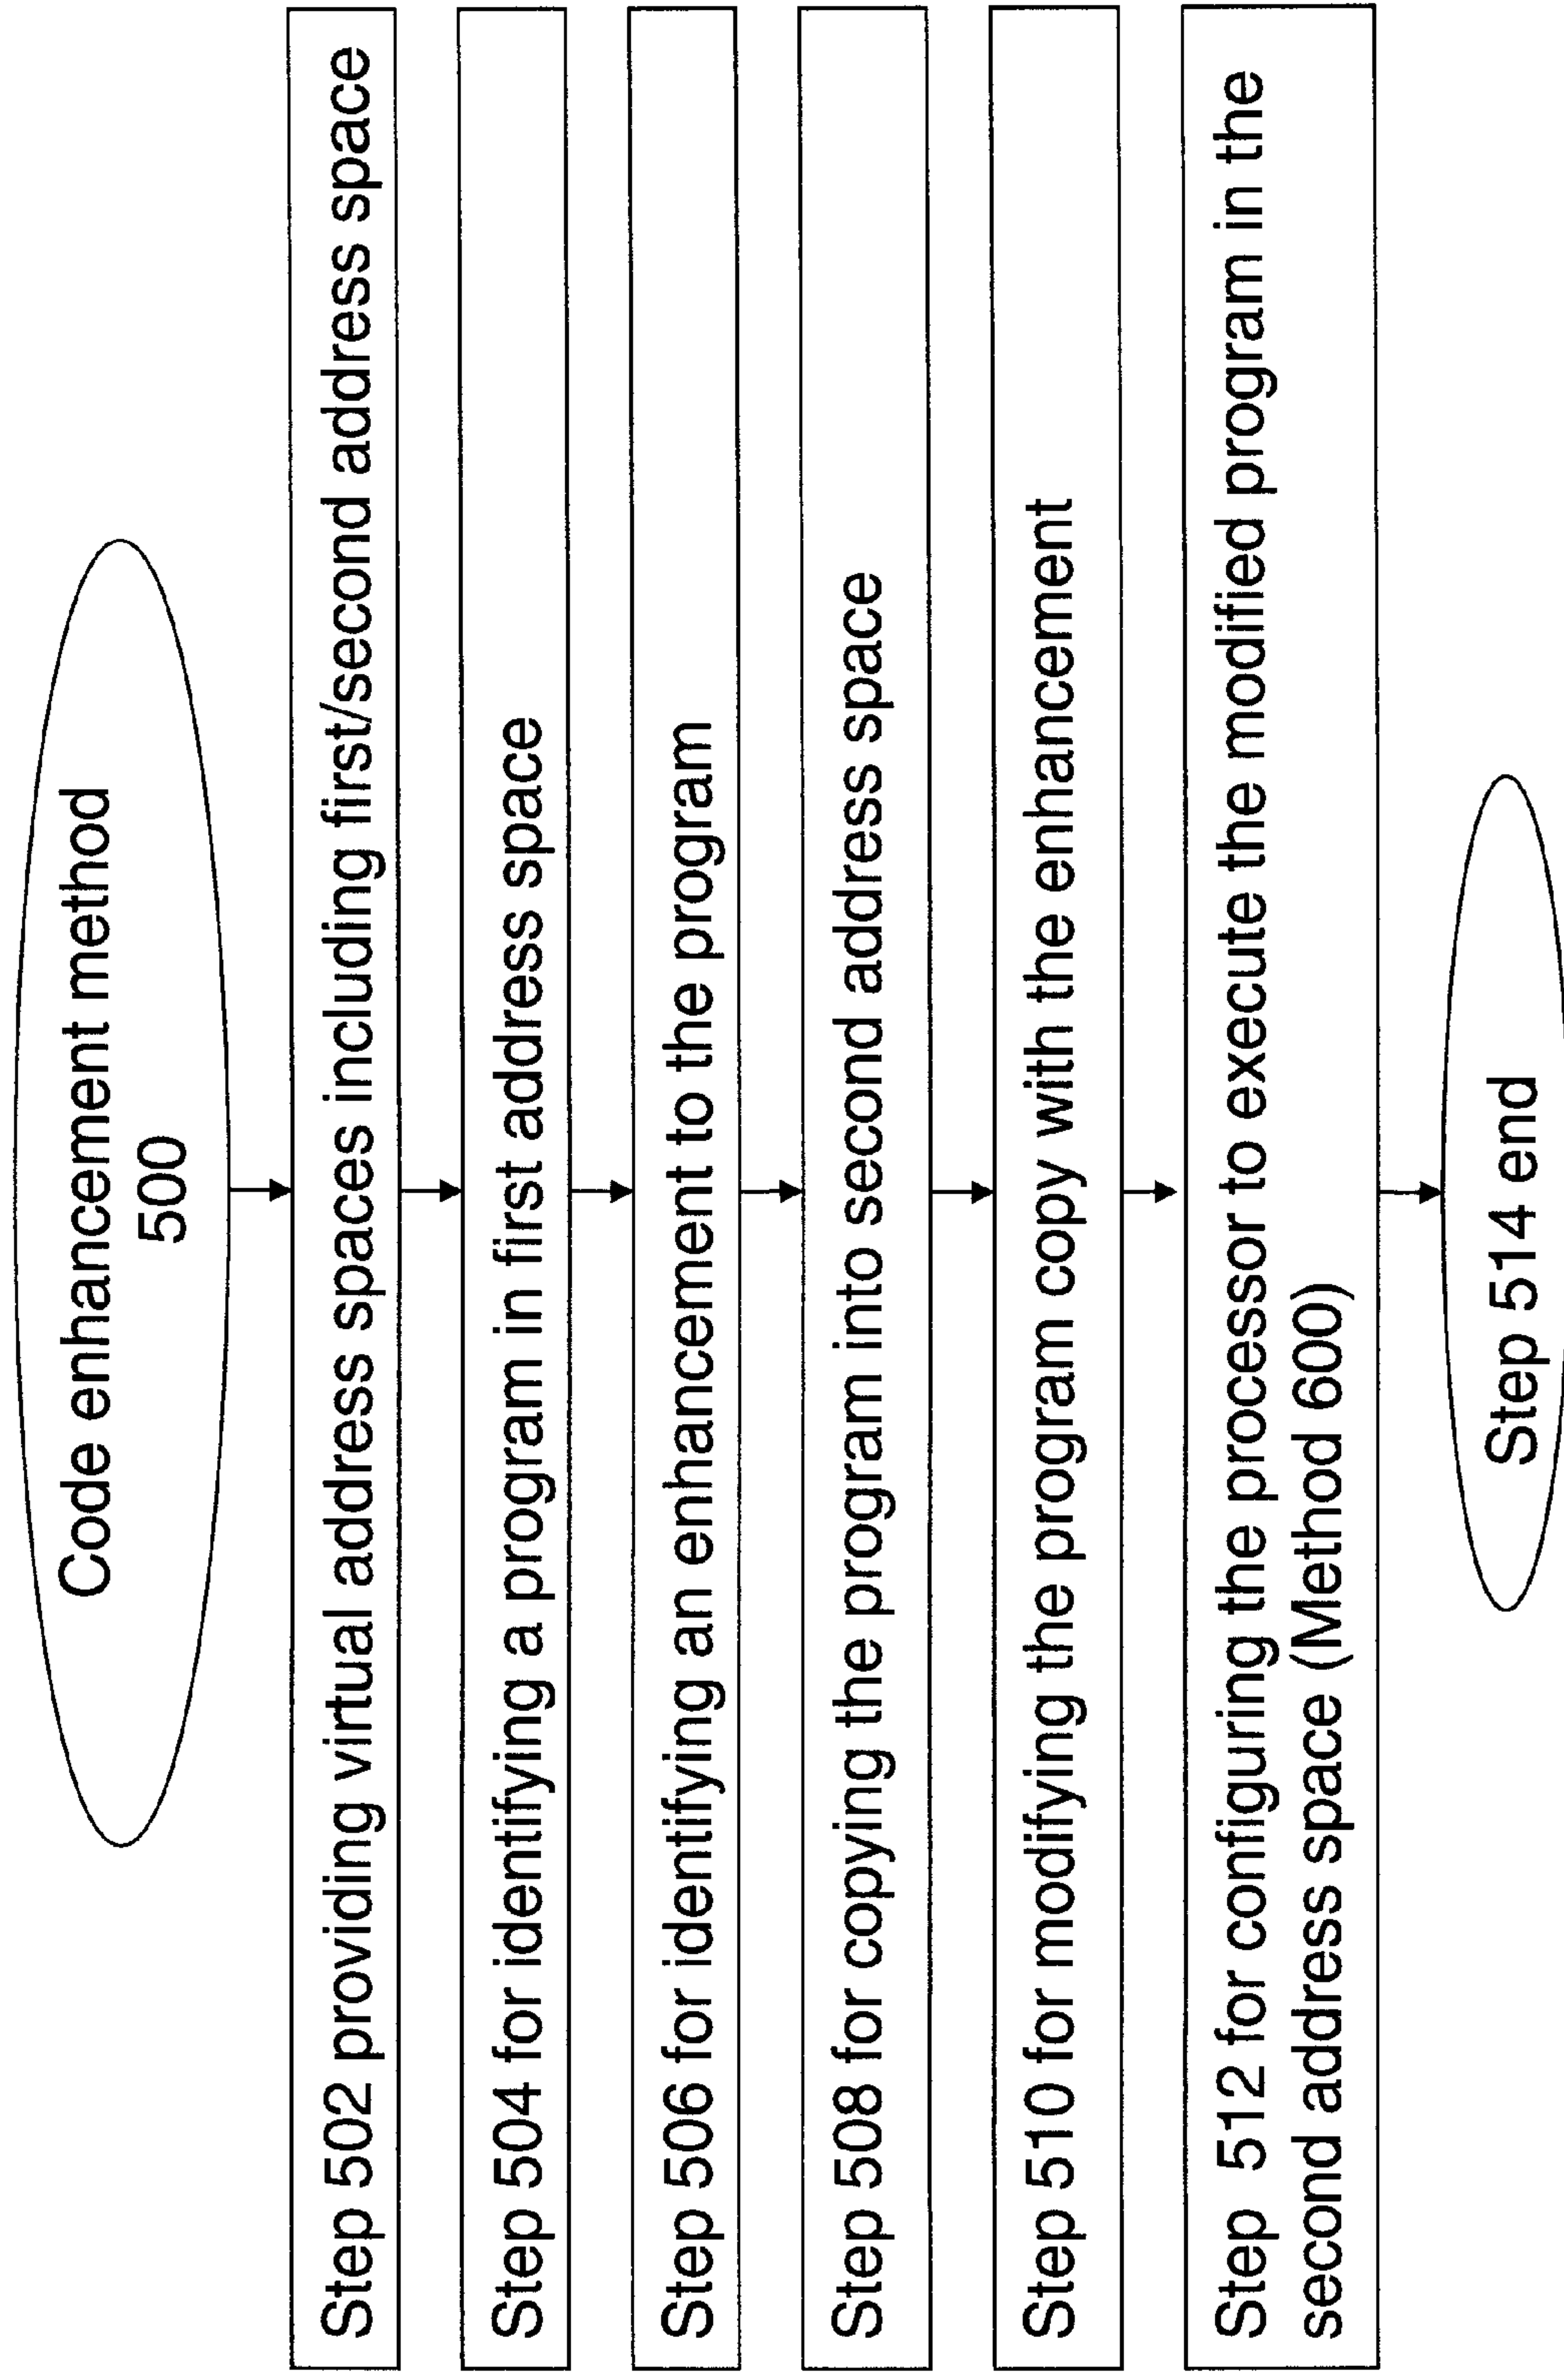 Code enhancement method
500
Step 502 providing virtual address spaces including first/second address space
Step 504 for identifying a program in first address space
Step 506 for identifying an enhancement to the program
Step 508 for copying the program into second address space
Step 510 for modifying the program copy with the enhancement
Step 512 for configuring the processor to execute the modified program in the
second address space (Method 600)
Step 514 end